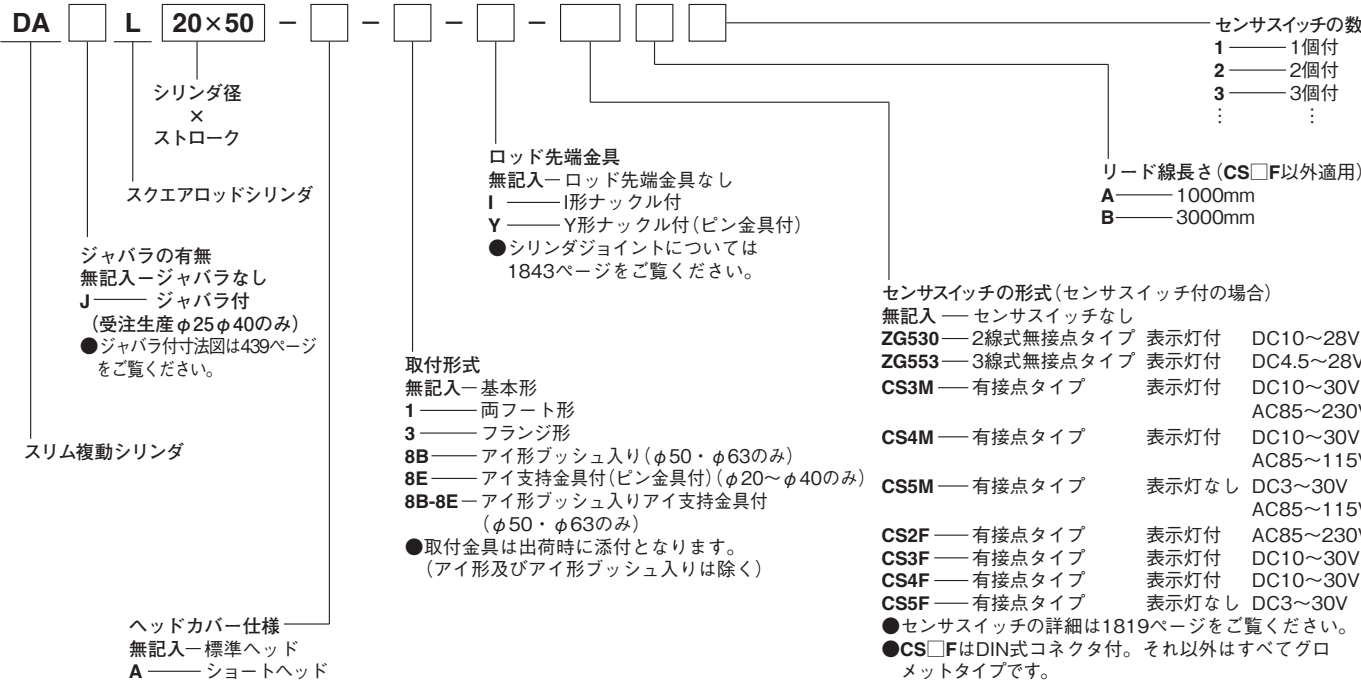 DA □ L 20×50 － □ － □ － □ － □ □ □
センサスイッチの数
1 ─── 1個付
2 ─── 2個付
3 ─── 3個付
⋮ ⋮
リード線長さ(CS□F以外適用)
A─── 1000mm
B─── 3000mm
シリンダ径
×
ストローク
スクエアロッドシリンダ
ジャバラの有無
無記入─ジャバラなし
J─── ジャバラ付
(受注生産φ25φ40のみ)
●ジャバラ付寸法図は439ページ
をご覧ください。
スリム複動シリンダ
ロッド先端金具
無記入─ロッド先端金具なし
I ─── I形ナックル付
Y ─── Y形ナックル付(ピン金具付)
●シリンダジョイントについては
1843ページをご覧ください。
取付形式
無記入─基本形
1 ─── 両フート形
3 ─── フランジ形
8B─── アイ形ブッシュ入り(φ50・φ63のみ)
8E─── アイ支持金具付(ピン金具付)(φ20～φ40のみ)
8B-8E─アイ形ブッシュ入りアイ支持金具付
(φ50・φ63のみ)
●取付金具は出荷時に添付となります。
(アイ形及びアイ形ブッシュ入りは除く)
ヘッドカバー仕様
無記入─標準ヘッド
A ─── ショートヘッド
センサスイッチの形式(センサスイッチ付の場合)
無記入 ── センサスイッチなし
ZG530── 2線式無接点タイプ 表示灯付 DC10～28V
ZG553── 3線式無接点タイプ 表示灯付 DC4.5～28V
CS3M── 有接点タイプ 表示灯付 DC10～30V
AC85～230V
CS4M── 有接点タイプ 表示灯付 DC10～30V
AC85～115V
CS5M── 有接点タイプ 表示灯なし DC3～30V
AC85～115V
CS2F── 有接点タイプ 表示灯付 AC85～230V
CS3F── 有接点タイプ 表示灯付 DC10～30V
CS4F── 有接点タイプ 表示灯付 DC10～30V
CS5F── 有接点タイプ 表示灯なし DC3～30V
●センサスイッチの詳細は1819ページをご覧ください。
●CS□FはDIN式コネクタ付。それ以外はすべてグロ
メットタイプです。